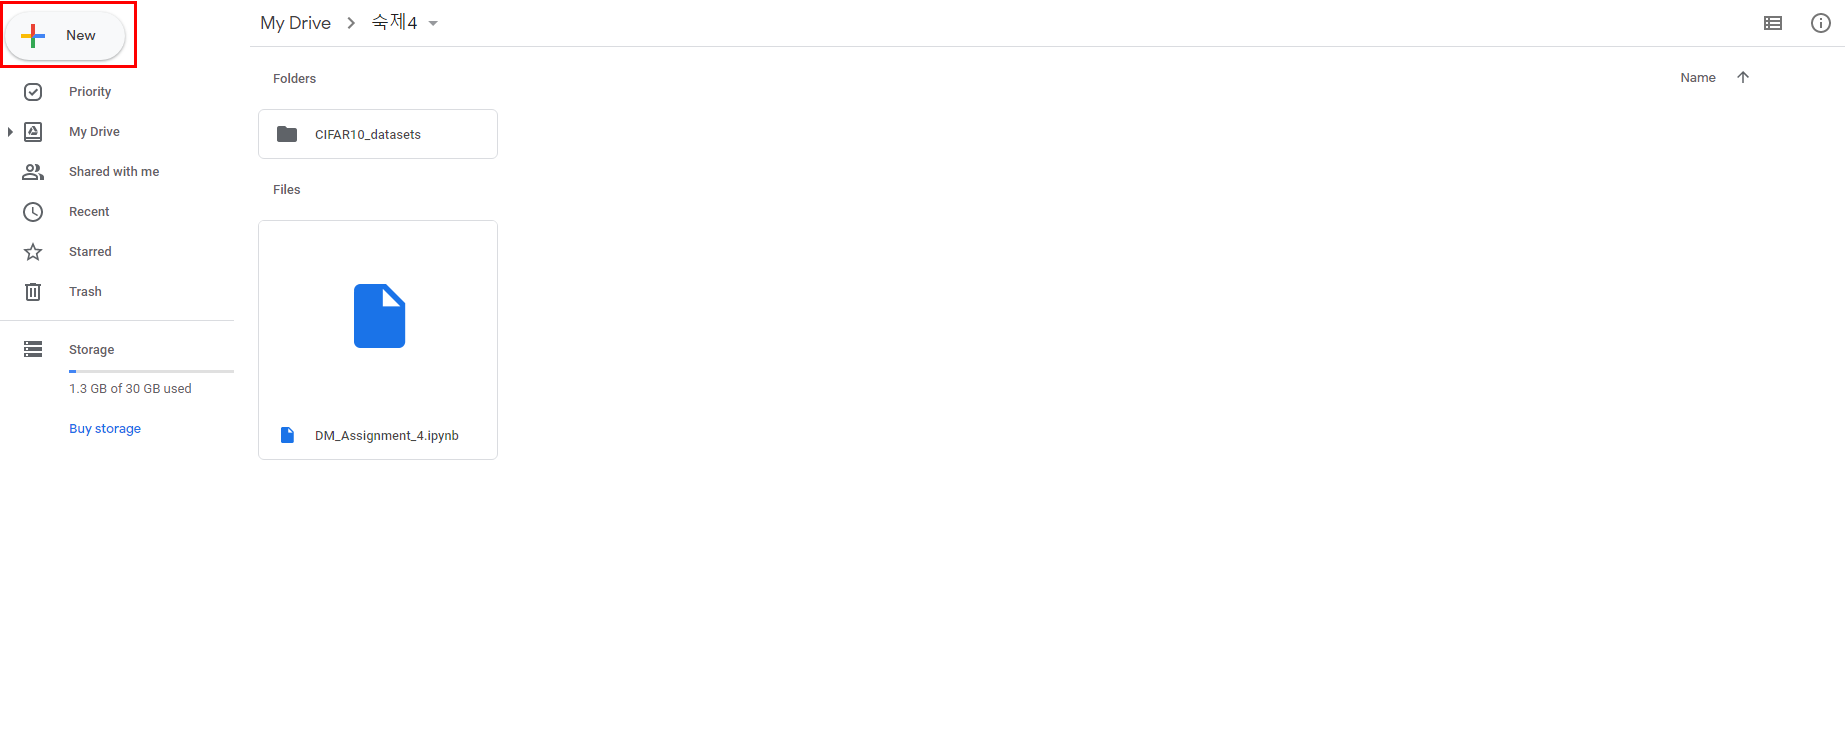 New
Priority
My Drive
Shared with me
Recent
Starred
Trash
Storage
1.3 GB of 30 GB used
Buy storage
My Drive > 숙제4
Folders
Name
CIFAR10_datasets
Files
DM_Assignment_4.ipynb